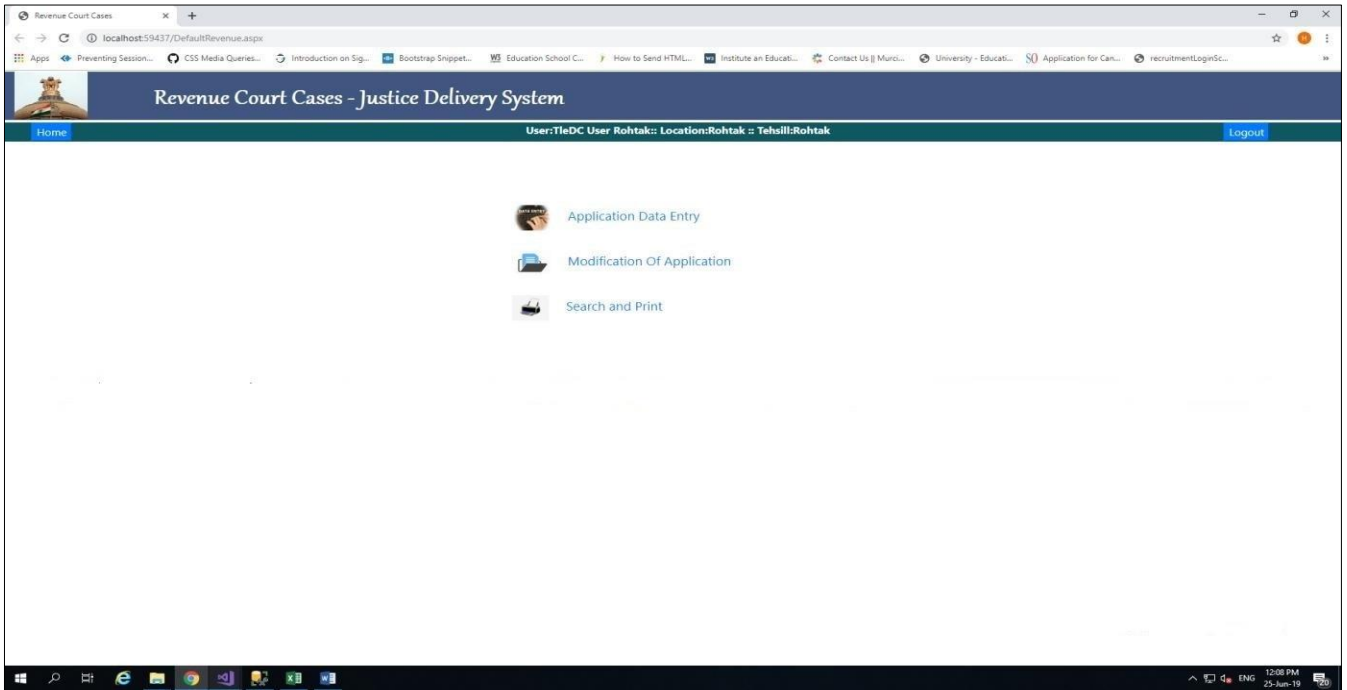 Revenue Court Cases
localhost:59437/DefaultRevenue.aspx
Apps Preventing Session... CSS Media Queries... Introduction on Sig... Bootstrap Snippet... W3 Education School C... How to Send HTML... Institute an Educati... Contact Us || Murci... University - Educati... SO Application for Can... recruitmentLoginSc... »
Revenue Court Cases - Justice Delivery System
Home User:TleDC User Rohtak:: Location:Rohtak :: Tehsill:Rohtak Logout
Application Data Entry
Modification Of Application
Search and Print
ENG 12:08 PM
25-Jun-19 20